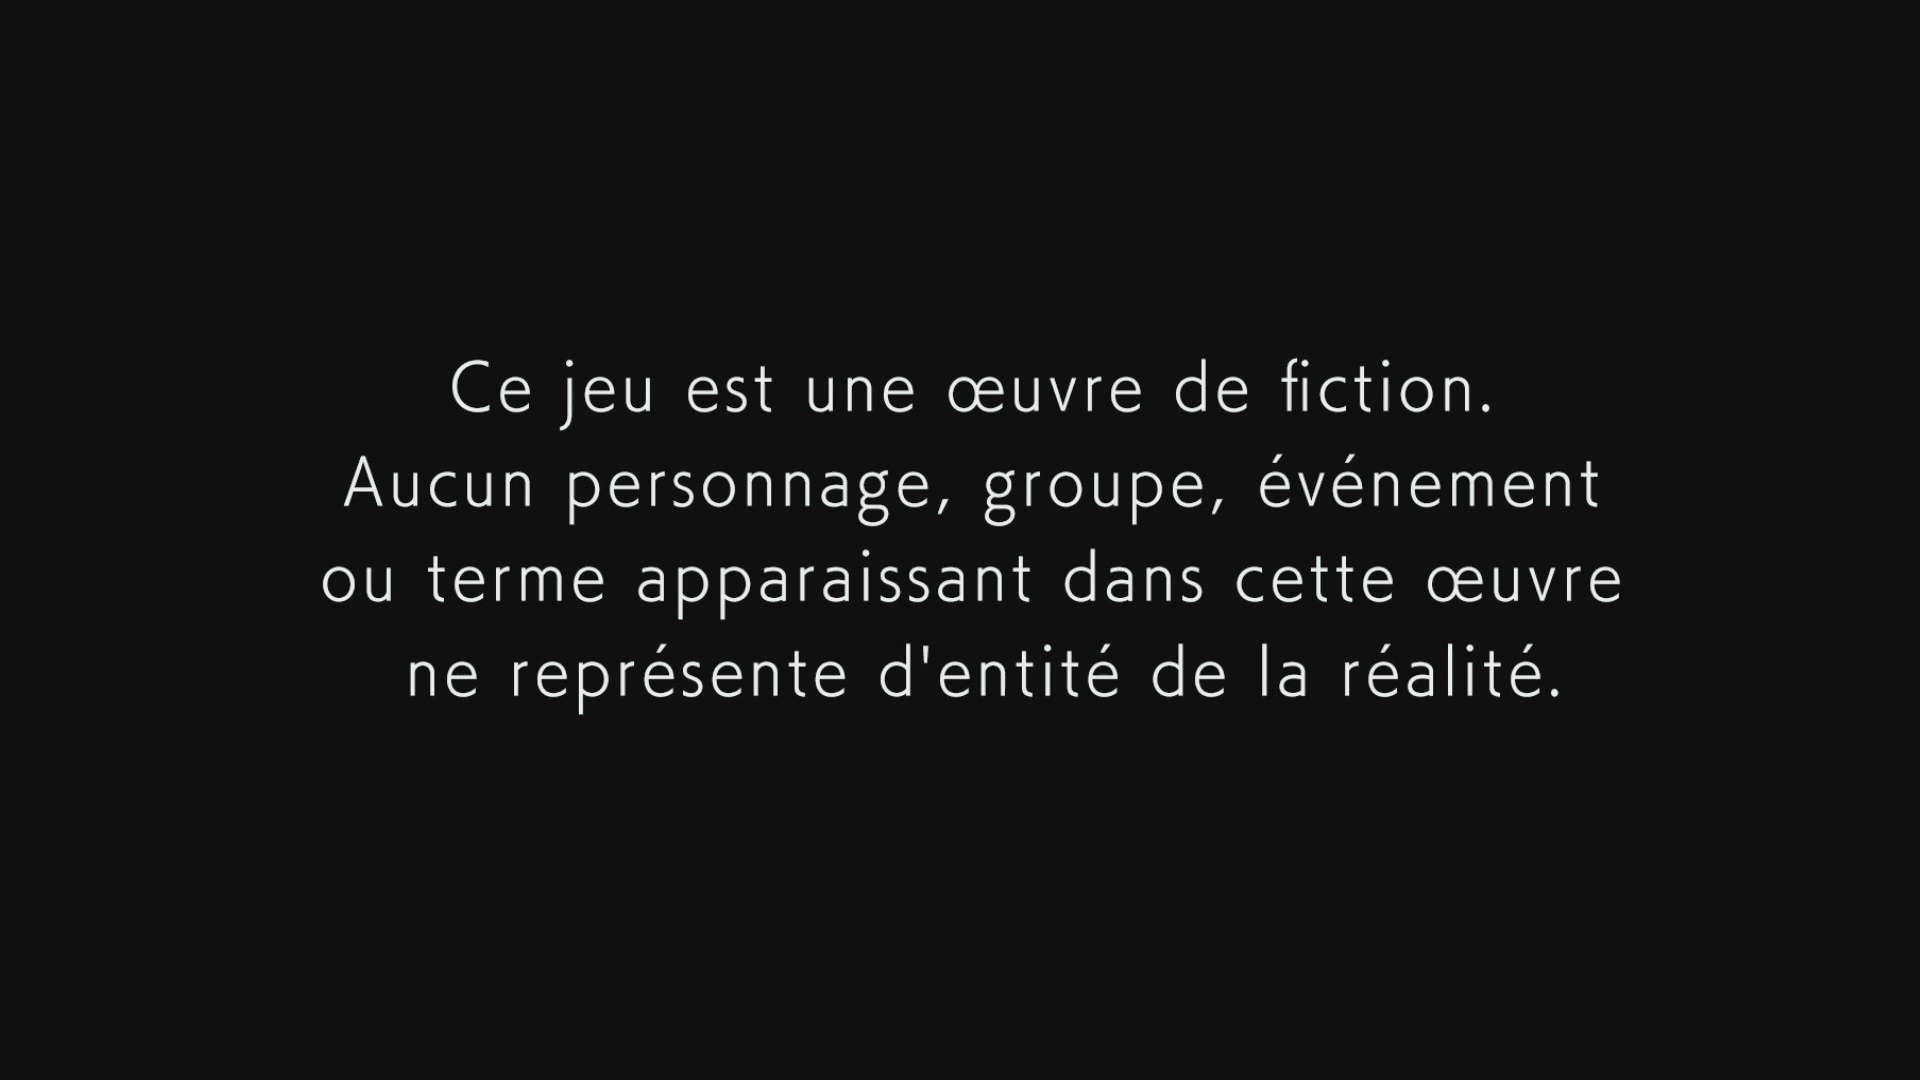 Ce jeu est une œuvre de fiction.
Aucun personnage, groupe, événement
ou terme apparaissant dans cette œuvre
ne représente d'entité de la réalité.